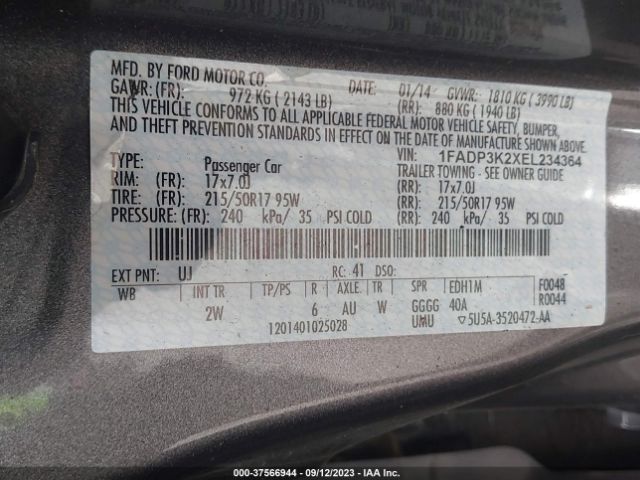 MFD. BY FORD MOTOR CO.
DATE: 01/14 GVWR: 1810 KG ( 3990 LB)
GAWR: (FR): 972 KG ( 2143 LB) (RR): 880 KG ( 1940 LB)
THIS VEHICLE CONFORMS TO ALL APPLICABLE FEDERAL MOTOR VEHICLE SAFETY, BUMPER,
AND THEFT PREVENTION STANDARDS IN EFFECT ON THE DATE OF MANUFACTURE SHOWN ABOVE.
VIN: 1FADP3K2XEL234364
TYPE: Passenger Car TRAILER TOWING - SEE OWNER GUIDE
RIM: (FR): 17x7.0J (RR): 17x7.0J
TIRE: (FR): 215/50R17 95W (RR): 215/50R17 95W
PRESSURE: (FR): 240 kPa/ 35 PSI COLD (RR): 240 kPa/ 35 PSI COLD
EXT PNT: UJ RC: 41 DSO:
WB INT TR TP/PS R AXLE TR SPR EDH1M F0048
2W 6 AU W GGGG 40A R0044
1201401025028 UMU ▽5U5A-3520472-AA
000-37566944 - 09/12/2023 - IAA Inc.